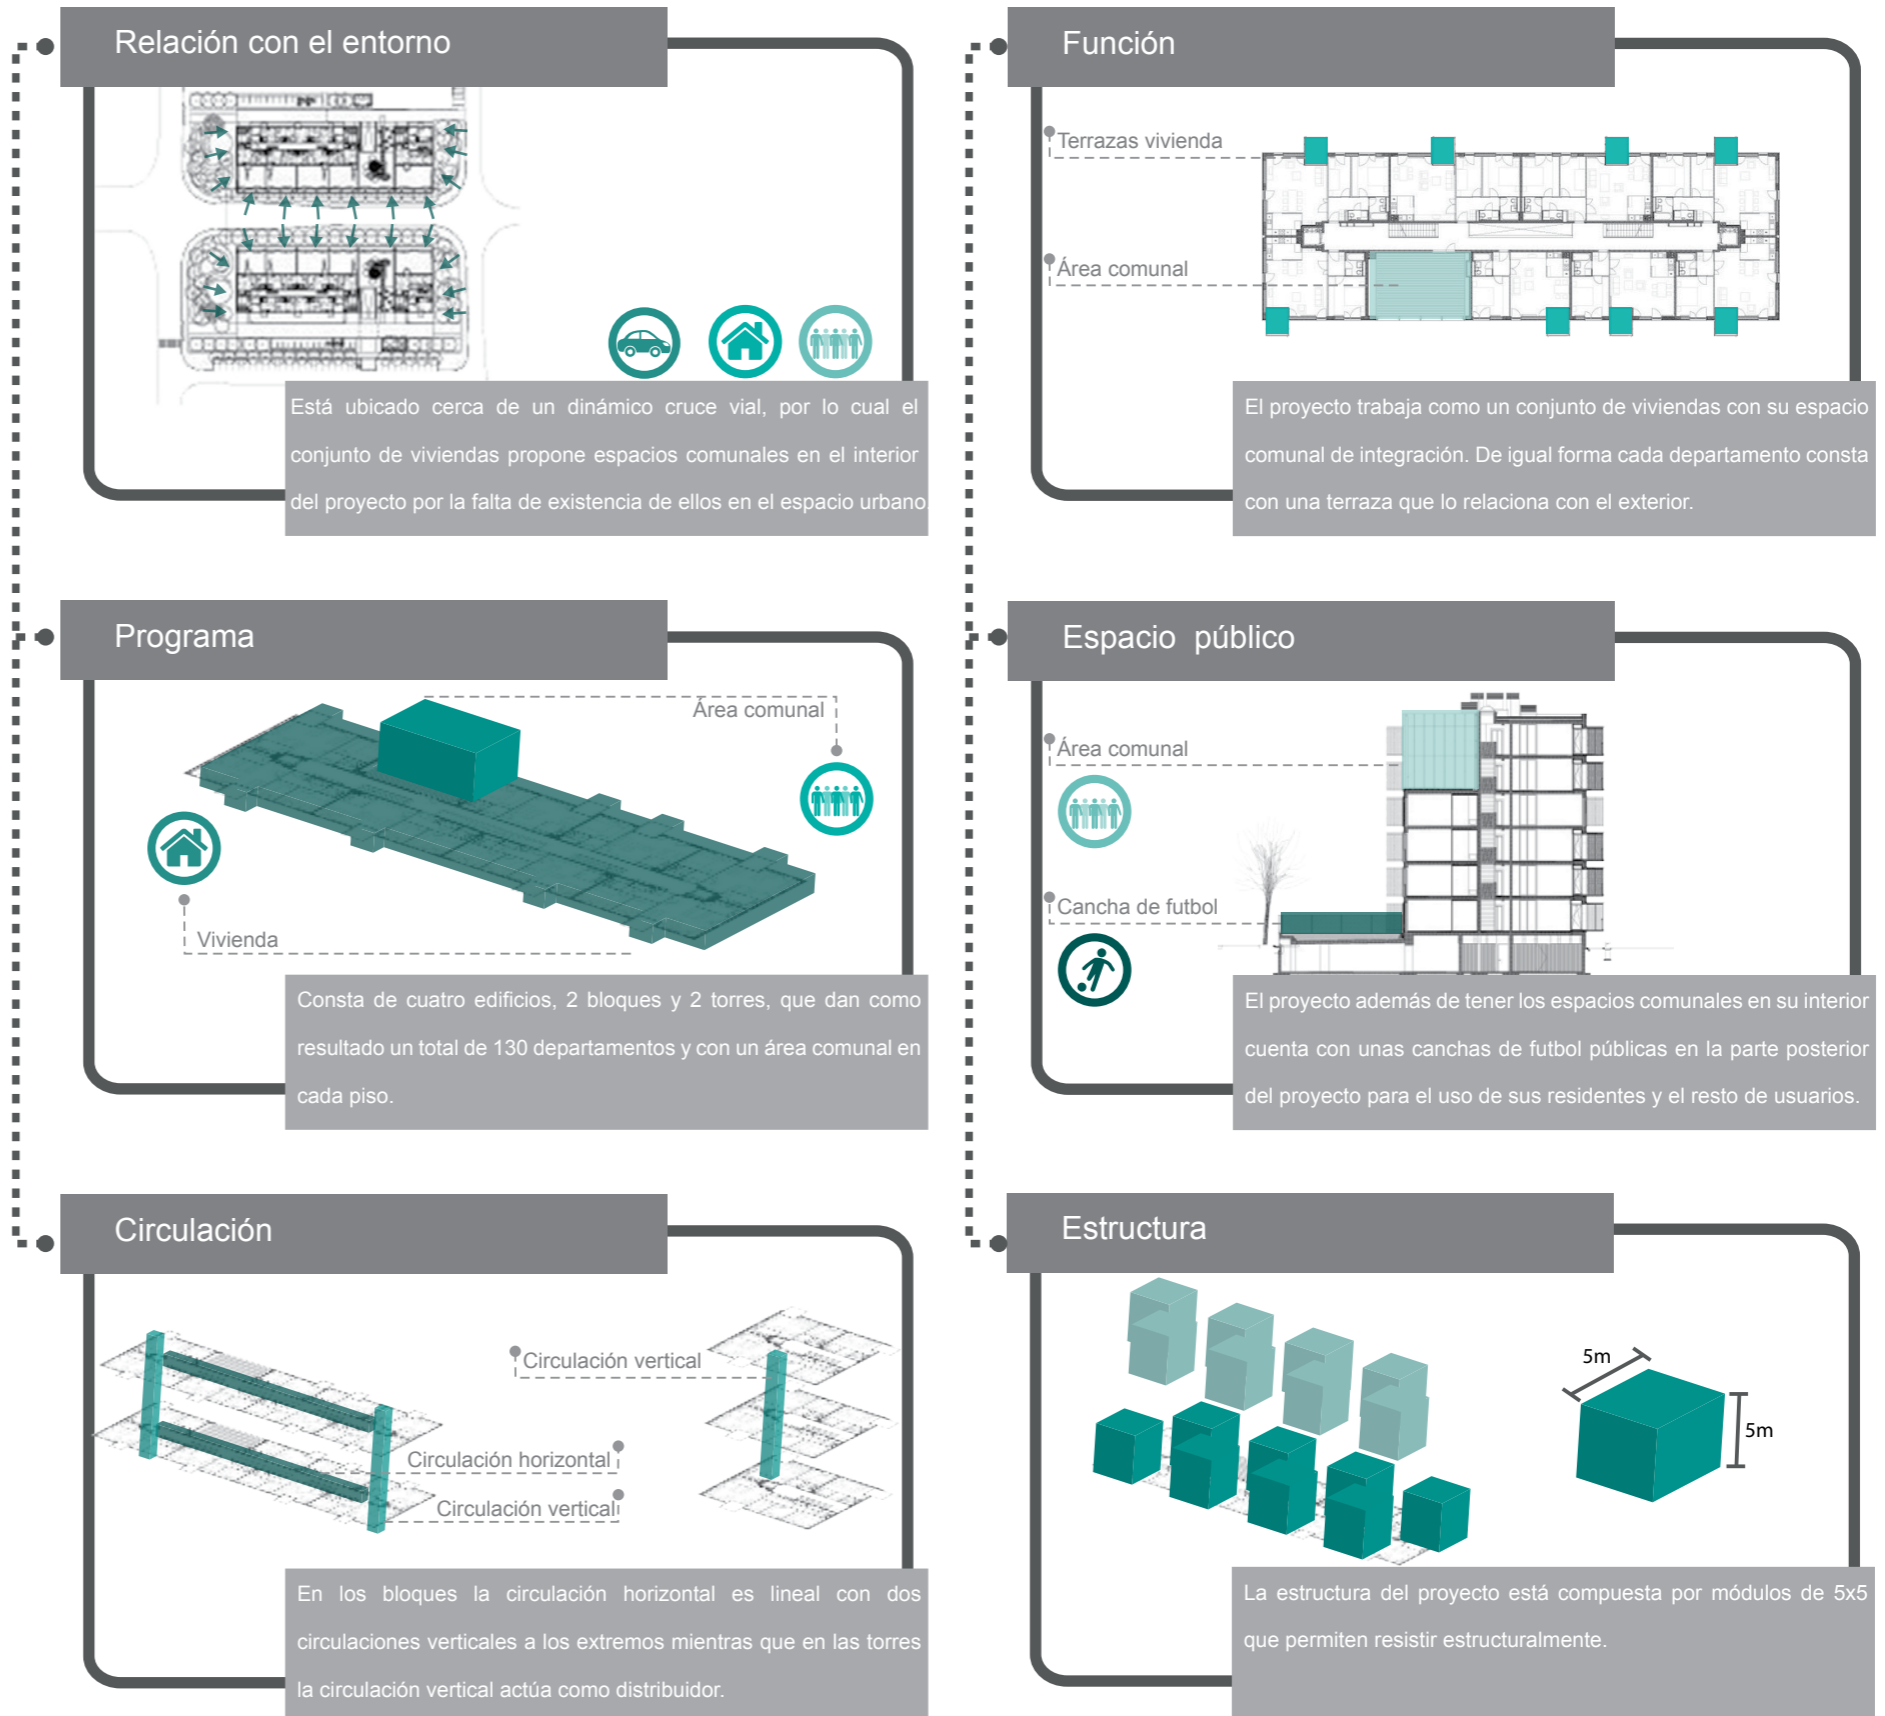 Relación con el entorno
Está ubicado cerca de un dinámico cruce vial, por lo cual el
conjunto de viviendas propone espacios comunales en el interior
del proyecto por la falta de existencia de ellos en el espacio urbano
Función
Terrazas vivienda
Área comunal
El proyecto trabaja como un conjunto de viviendas con su espacio
comunal de integración. De igual forma cada departamento consta
con una terraza que lo relaciona con el exterior.
Programa
Área comunal
Vivienda
Consta de cuatro edificios, 2 bloques y 2 torres, que dan como
resultado un total de 130 departamentos y con un área comunal en
cada piso.
Espacio público
Área comunal
Cancha de futbol
El proyecto además de tener los espacios comunales en su interior
cuenta con unas canchas de futbol públicas en la parte posterior
del proyecto para el uso de sus residentes y el resto de usuarios.
Circulación
Circulación vertical
Circulación horizontal
Circulación vertical
En los bloques la circulación horizontal es lineal con dos
circulaciones verticales a los extremos mientras que en las torres
la circulación vertical actúa como distribuidor.
Estructura
5m
5m
La estructura del proyecto está compuesta por módulos de 5x5
que permiten resistir estructuralmente.